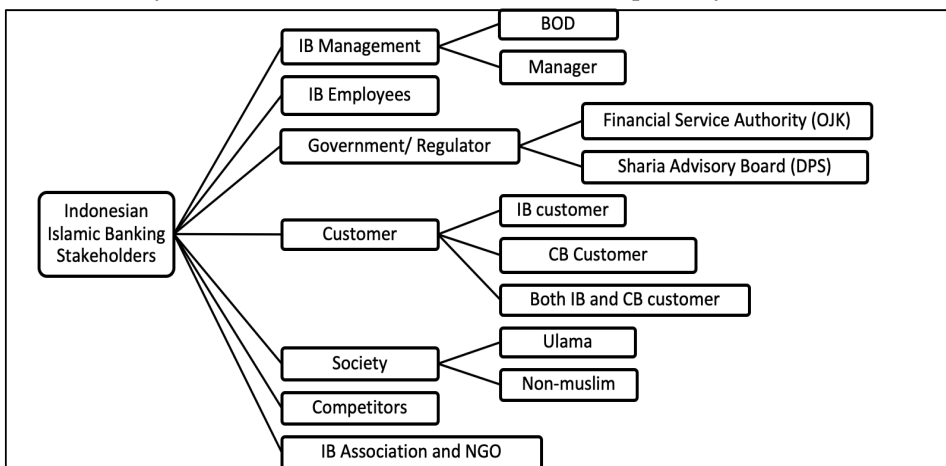 BOD
IB Management
Manager
IB Employees
Financial Service Authority (OJK)
Government/ Regulator
Sharia Advisory Board (DPS)
Indonesian
Islamic Banking
Stakeholders
IB customer
Customer
CB Customer
Both IB and CB customer
Ulama
Society
Non-muslim
Competitors
IB Association and NGO